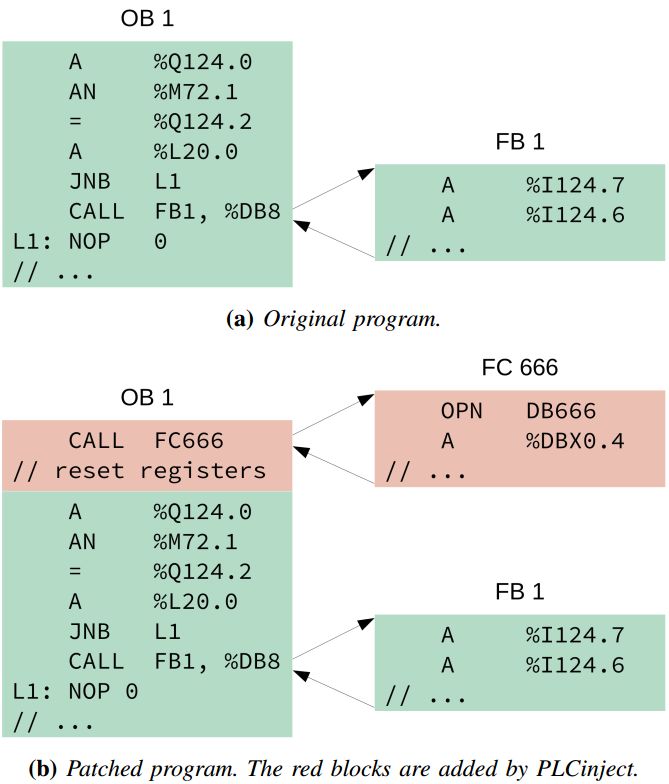 OB 1
A %Q124.0
AN %M72.1
= %Q124.2
A %L20.0
JNB L1
CALL FB1, %DB8
L1: NOP 0
// ...
FB 1
A %I124.7
A %I124.6
// ...
(a) Original program.
OB 1
CALL FC666
// reset registers
A %Q124.0
AN %M72.1
= %Q124.2
A %L20.0
JNB L1
CALL FB1, %DB8
L1: NOP 0
// ...
FC 666
OPN DB666
A %DBX0.4
// ...
FB 1
A %I124.7
A %I124.6
// ...
(b) Patched program. The red blocks are added by PLCinject.